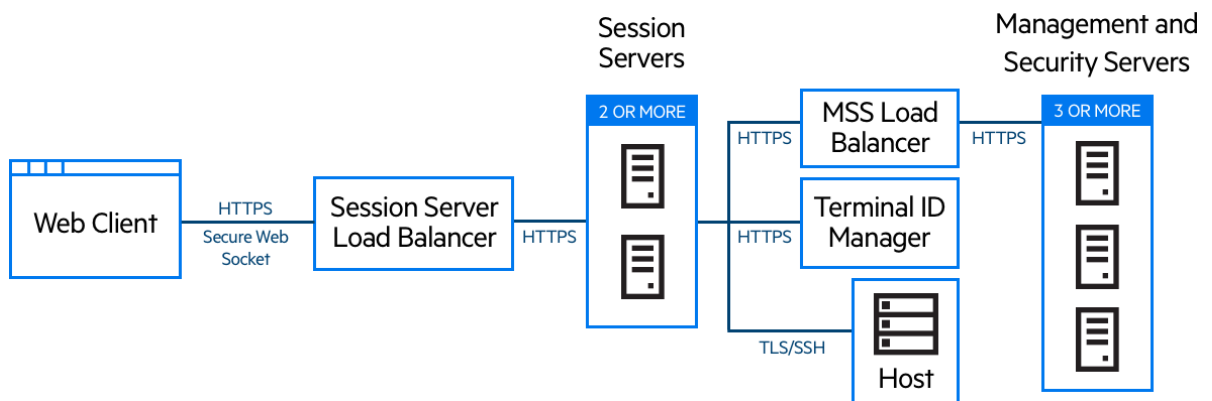 Session
Servers
Management and
Security Servers
2 OR MORE
MSS Load
Balancer
3 OR MORE
HTTPS
HTTPS
Web Client
HTTPS
Secure Web
Socket
Session Server
Load Balancer
HTTPS
Terminal ID
Manager
HTTPS
TLS/SSH
Host